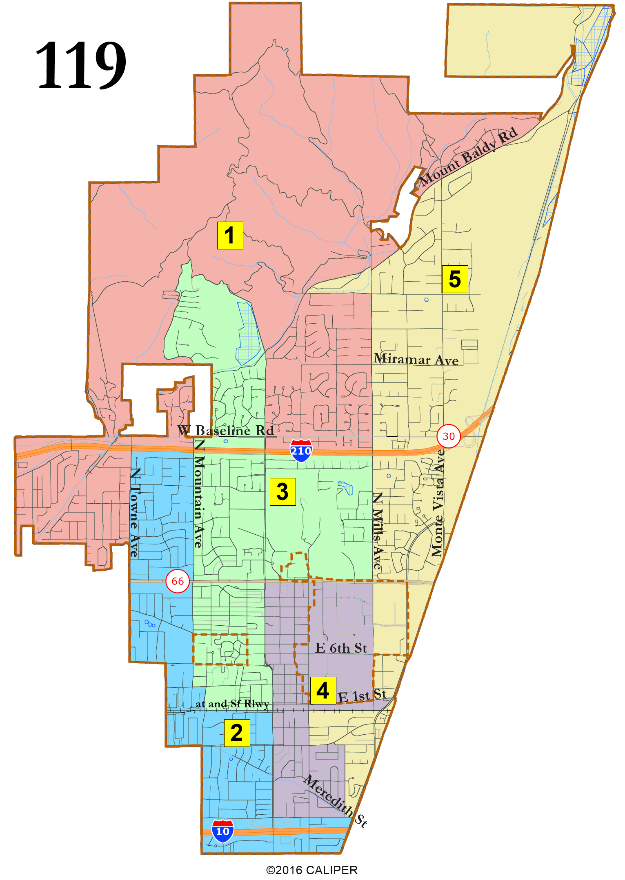 119
Mount Baldy Rd
1
5
Miramar Ave
W Baseline Rd
30
210
N Towne Ave
N Mountain Ave
3
N Mills Ave
Monte Vista Ave
66
E 6th St
4
E 1st St
at and Sf Rlwy
2
Meredith St
10
©2016 CALIPER